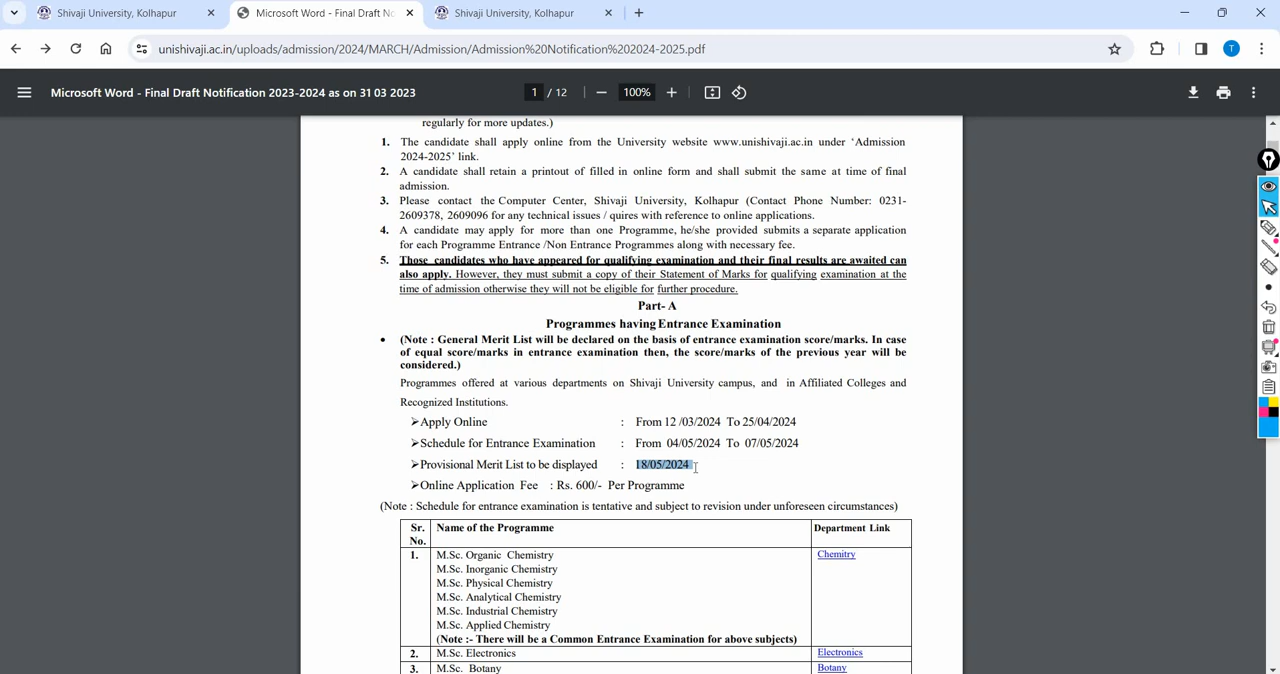 Shivaji University, Kolhapur
Microsoft Word - Final Draft No
Shivaji University, Kolhapur
unishivaji.ac.in/uploads/admission/2024/MARCH/Admission/Admission%20Notification%202024-2025.pdf
T
Microsoft Word - Final Draft Notification 2023-2024 as on 31 03 2023
1 / 12
100%
regularly for more updates.)
1. The candidate shall apply online from the University website www.unishivaji.ac.in under ‘Admission
2024-2025’ link.
2. A candidate shall retain a printout of filled in online form and shall submit the same at time of final
admission.
3. Please contact the Computer Center, Shivaji University, Kolhapur (Contact Phone Number: 0231-
2609378, 2609096 for any technical issues / quires with reference to online applications.
4. A candidate may apply for more than one Programme, he/she provided submits a separate application
for each Programme Entrance /Non Entrance Programmes along with necessary fee.
5. Those candidates who have appeared for qualifying examination and their final results are awaited can
also apply. However, they must submit a copy of their Statement of Marks for qualifying examination at the
time of admission otherwise they will not be eligible for further procedure.
Part- A
Programmes having Entrance Examination
• (Note : General Merit List will be declared on the basis of entrance examination score/marks. In case
of equal score/marks in entrance examination then, the score/marks of the previous year will be
considered.)
Programmes offered at various departments on Shivaji University campus, and in Affiliated Colleges and
Recognized Institutions.
➢Apply Online : From 12 /03/2024 To 25/04/2024
➢Schedule for Entrance Examination : From 04/05/2024 To 07/05/2024
➢Provisional Merit List to be displayed : 18/05/2024
➢Online Application Fee : Rs. 600/- Per Programme
(Note : Schedule for entrance examination is tentative and subject to revision under unforeseen circumstances)
Sr. No. Name of the Programme Department Link
1. M.Sc. Organic Chemistry Chemitry
M.Sc. Inorganic Chemistry
M.Sc. Physical Chemistry
M.Sc. Analytical Chemistry
M.Sc. Industrial Chemistry
M.Sc. Applied Chemistry
(Note :- There will be a Common Entrance Examination for above subjects)
2. M.Sc. Electronics Electronics
3. M.Sc. Botany Botany